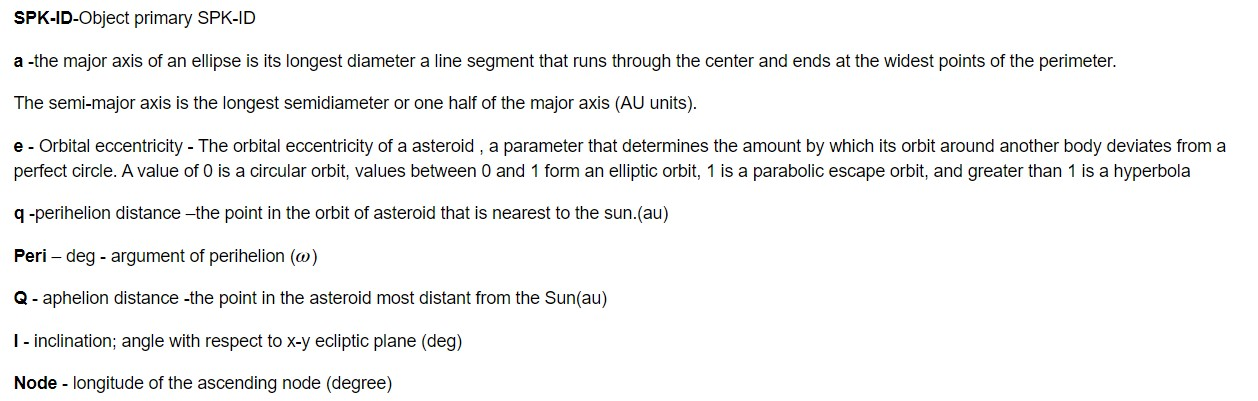 SPK-ID-Object primary SPK-ID
a -the major axis of an ellipse is its longest diameter a line segment that runs through the center and ends at the widest points of the perimeter.
The semi-major axis is the longest semidiameter or one half of the major axis (AU units).
e - Orbital eccentricity - The orbital eccentricity of a asteroid , a parameter that determines the amount by which its orbit around another body deviates from a
perfect circle. A value of 0 is a circular orbit, values between 0 and 1 form an elliptic orbit, 1 is a parabolic escape orbit, and greater than 1 is a hyperbola
q -perihelion distance –the point in the orbit of asteroid that is nearest to the sun.(au)
Peri – deg - argument of perihelion (ω)
Q - aphelion distance -the point in the asteroid most distant from the Sun(au)
I - inclination; angle with respect to x-y ecliptic plane (deg)
Node - longitude of the ascending node (degree)